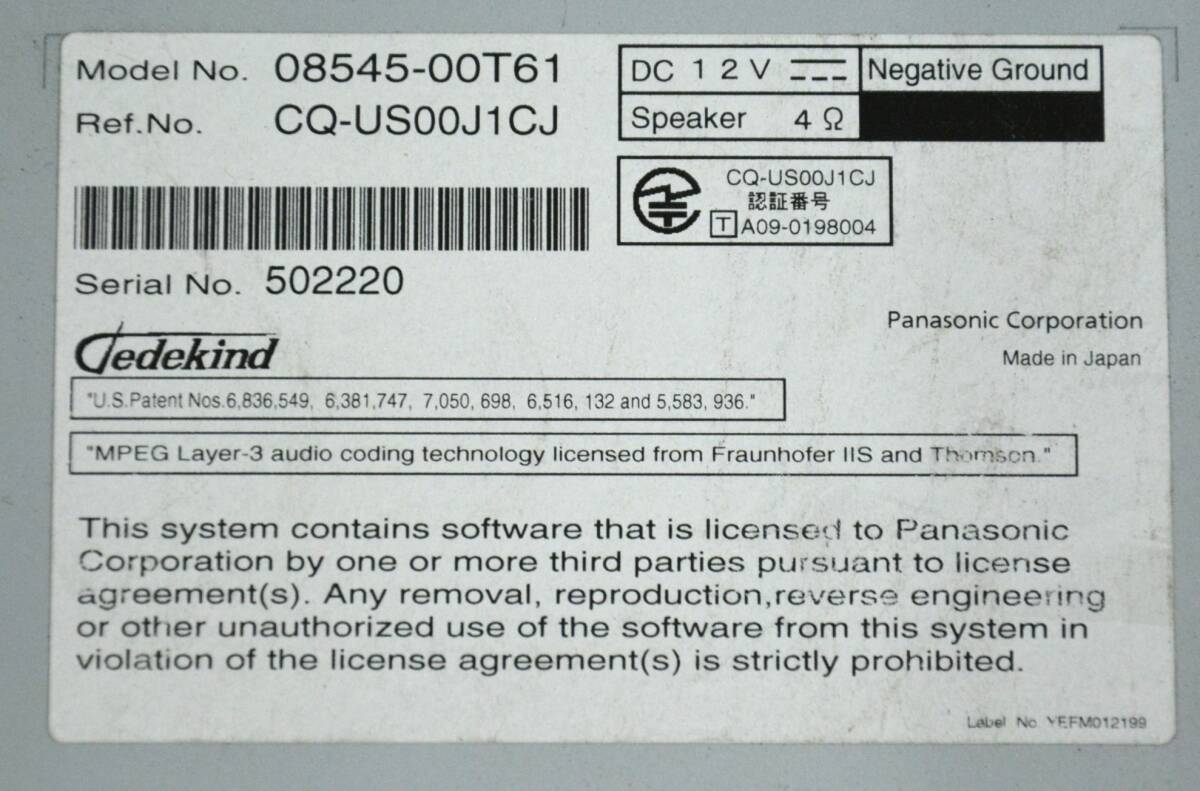 Model No. 08545-00T61
Ref.No. CQ-US00J1CJ
DC 12V Negative Ground
Speaker 4 Ω
CQ-US00J1CJ
認証番号
T A09-0198004
Serial No. 502220
Panasonic Corporation
Made in Japan
Gedekind
"U.S.Patent Nos.6,836,549, 6,381,747, 7,050, 698, 6,516, 132 and 5,583, 936."
"MPEG Layer-3 audio coding technology licensed from Fraunhofer IIS and Thomson."
This system contains software that is licensed to Panasonic
Corporation by one or more third parties pursuant to license
agreement(s). Any removal, reproduction,reverse engineering
or other unauthorized use of the software from this system in
violation of the license agreement(s) is strictly prohibited.
Label No. YEFM012199